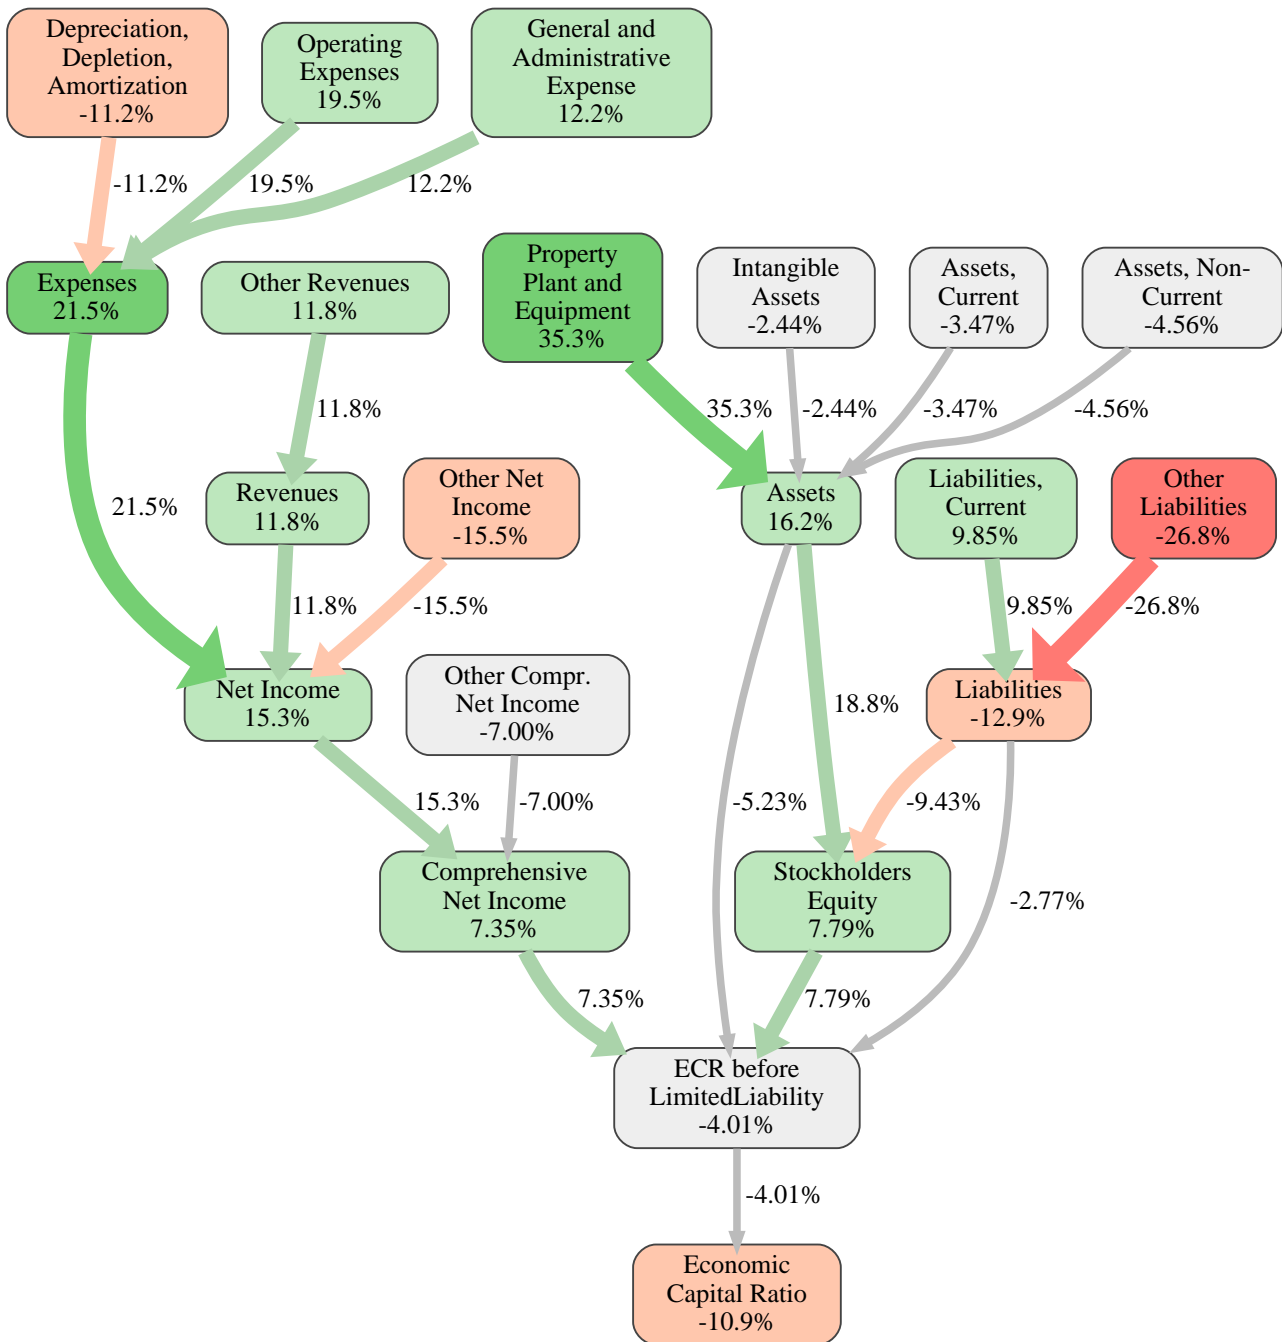 Depreciation,
Depletion,
Amortization
-11.2%
Operating
Expenses
19.5%
General and
Administrative
Expense
12.2%
-11.2%
19.5%
12.2%
Expenses
21.5%
Other Revenues
11.8%
Property
Plant and
Equipment
35.3%
Intangible
Assets
-2.44%
Assets,
Current
-3.47%
Assets, Non-
Current
-4.56%
11.8%
35.3%
-2.44%
-3.47%
-4.56%
21.5%
Revenues
11.8%
Other Net
Income
-15.5%
Assets
16.2%
Liabilities,
Current
9.85%
Other
Liabilities
-26.8%
11.8%
-15.5%
9.85%
-26.8%
Net Income
15.3%
Other Compr.
Net Income
-7.00%
18.8%
Liabilities
-12.9%
15.3%
-7.00%
-5.23%
-9.43%
-2.77%
Comprehensive
Net Income
7.35%
Stockholders
Equity
7.79%
7.35%
7.79%
ECR before
LimitedLiability
-4.01%
-4.01%
Economic
Capital Ratio
-10.9%